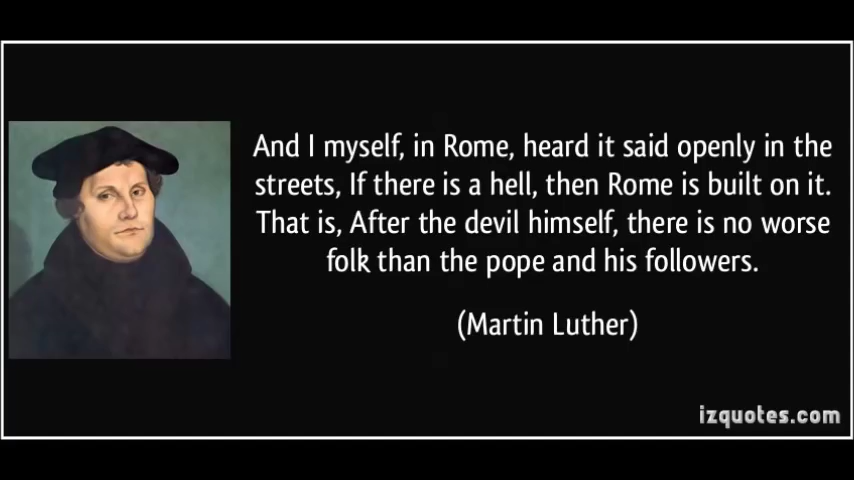 And I myself, in Rome, heard it said openly in the
streets, If there is a hell, then Rome is built on it.
That is, After the devil himself, there is no worse
folk than the pope and his followers.
(Martin Luther)
izquotes.com